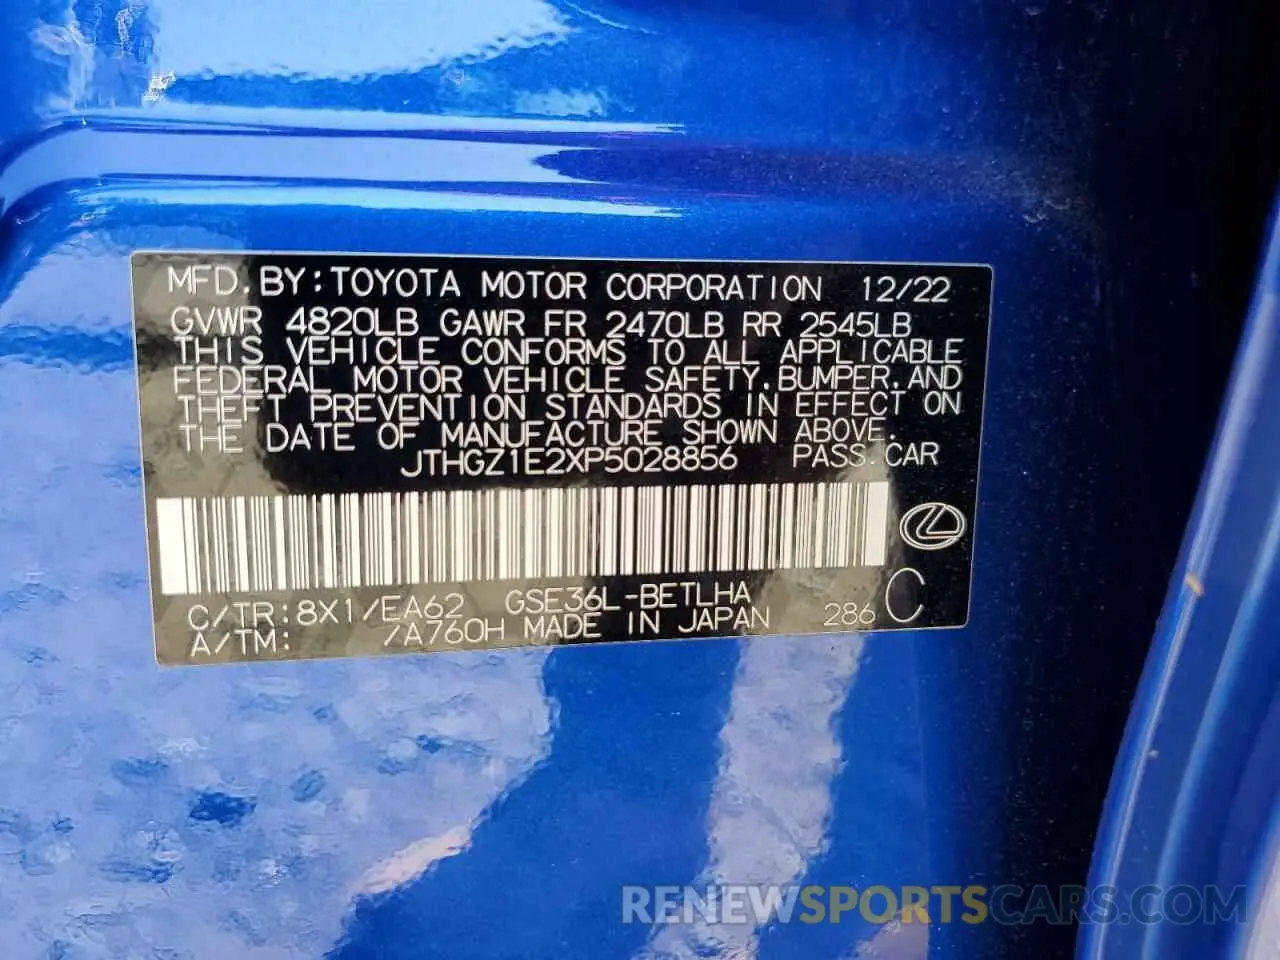 MFD. BY: TOYOTA MOTOR CORPORATION 12/22
GVWR 4820LB GAWR FR 2470LB RR 2545LB
THIS VEHICLE CONFORMS TO ALL APPLICABLE
FEDERAL MOTOR VEHICLE SAFETY, BUMPER, AND
THEFT PREVENTION STANDARDS IN EFFECT ON
THE DATE OF MANUFACTURE SHOWN ABOVE.
JTHGZ1E2XP5028856 PASS. CAR
C/TR: 8X1/EA62 GSE36L-BETLHA
A/TM: /A760H MADE IN JAPAN 286 C
RENEWSPORTSCARS.COM